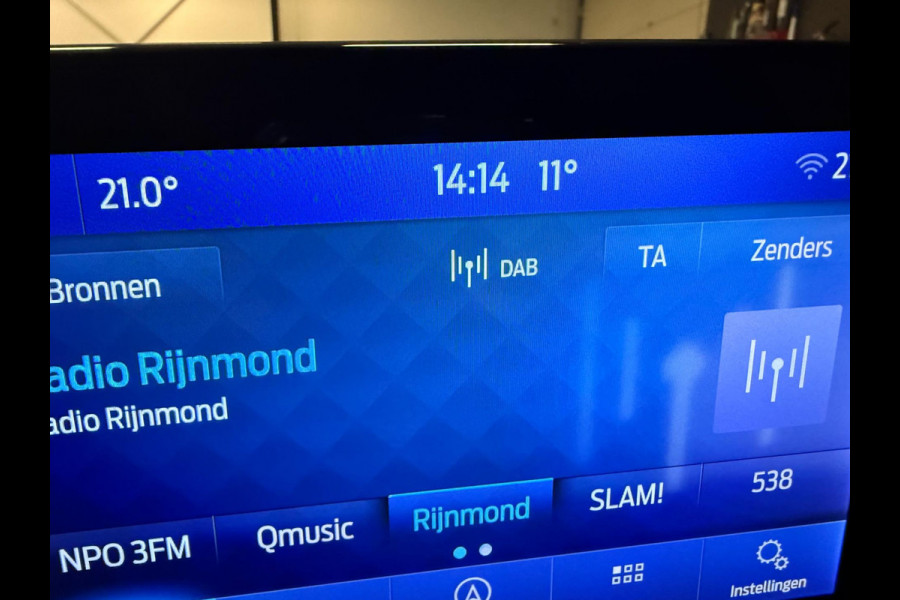 21.0° 14:14 11° 2
Bronnen DAB TA Zenders
adio Rijnmond
adio Rijnmond
NPO 3FM Qmusic Rijnmond SLAM! 538
Instellingen